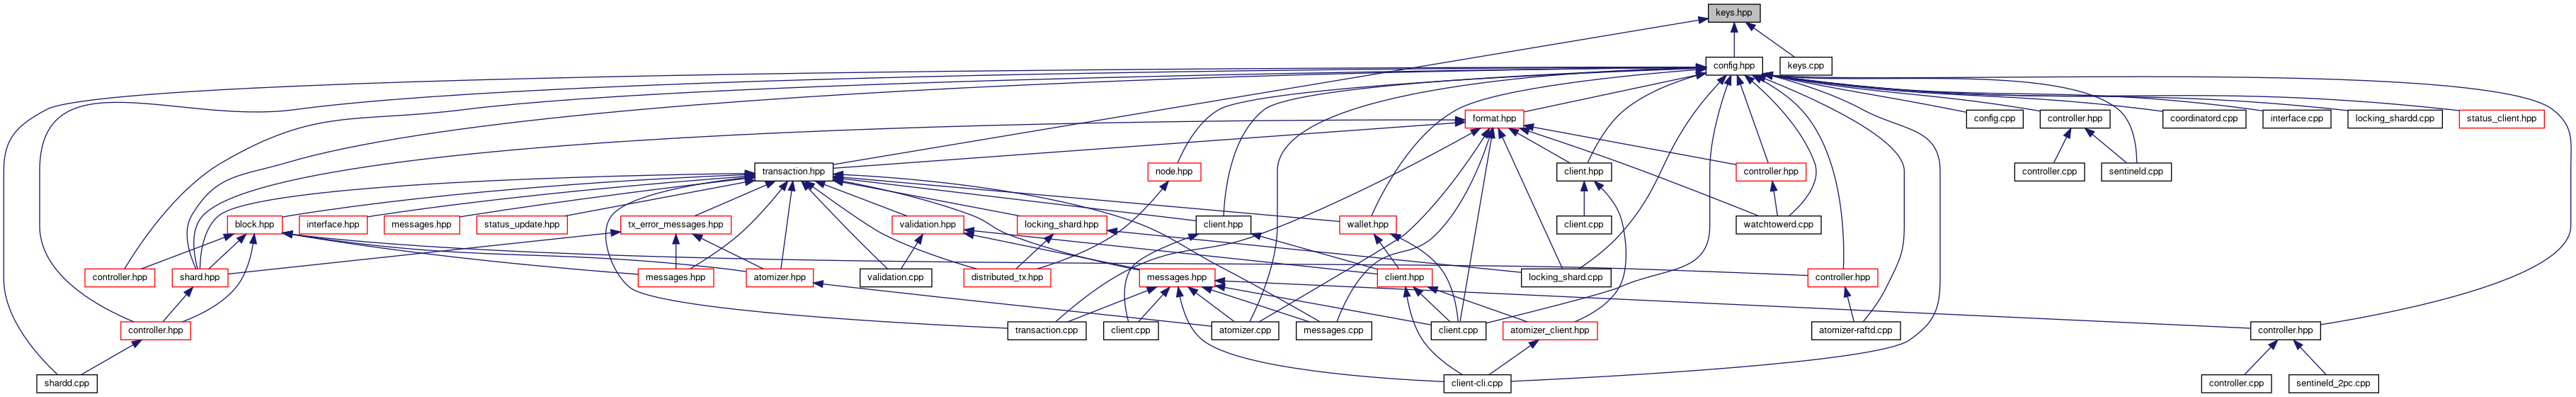 keys.hpp
config.hpp
keys.cpp
format.hpp
config.cpp
controller.hpp
coordinatord.cpp
interface.cpp
locking_shardd.cpp
status_client.hpp
transaction.hpp
node.hpp
client.hpp
controller.hpp
controller.cpp
sentineld.cpp
block.hpp
interface.hpp
messages.hpp
status_update.hpp
tx_error_messages.hpp
validation.hpp
locking_shard.hpp
client.hpp
wallet.hpp
client.cpp
watchtowerd.cpp
controller.hpp
shard.hpp
messages.hpp
atomizer.hpp
validation.cpp
distributed_tx.hpp
messages.hpp
client.hpp
locking_shard.cpp
controller.hpp
controller.hpp
transaction.cpp
client.cpp
atomizer.cpp
messages.cpp
client.cpp
atomizer_client.hpp
atomizer-raftd.cpp
controller.hpp
shardd.cpp
client-cli.cpp
controller.cpp
sentineld_2pc.cpp